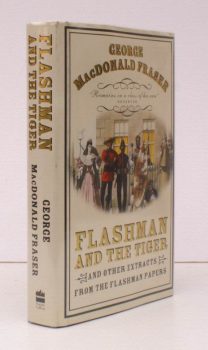 FLASHMAN
AND THE TIGER
GEORGE
MACDONALD FRASER
GEORGE
MACDONALD FRASER
FLASHMAN
AND THE TIGER
AND OTHER EXTRACTS
FROM THE FLASHMAN PAPERS